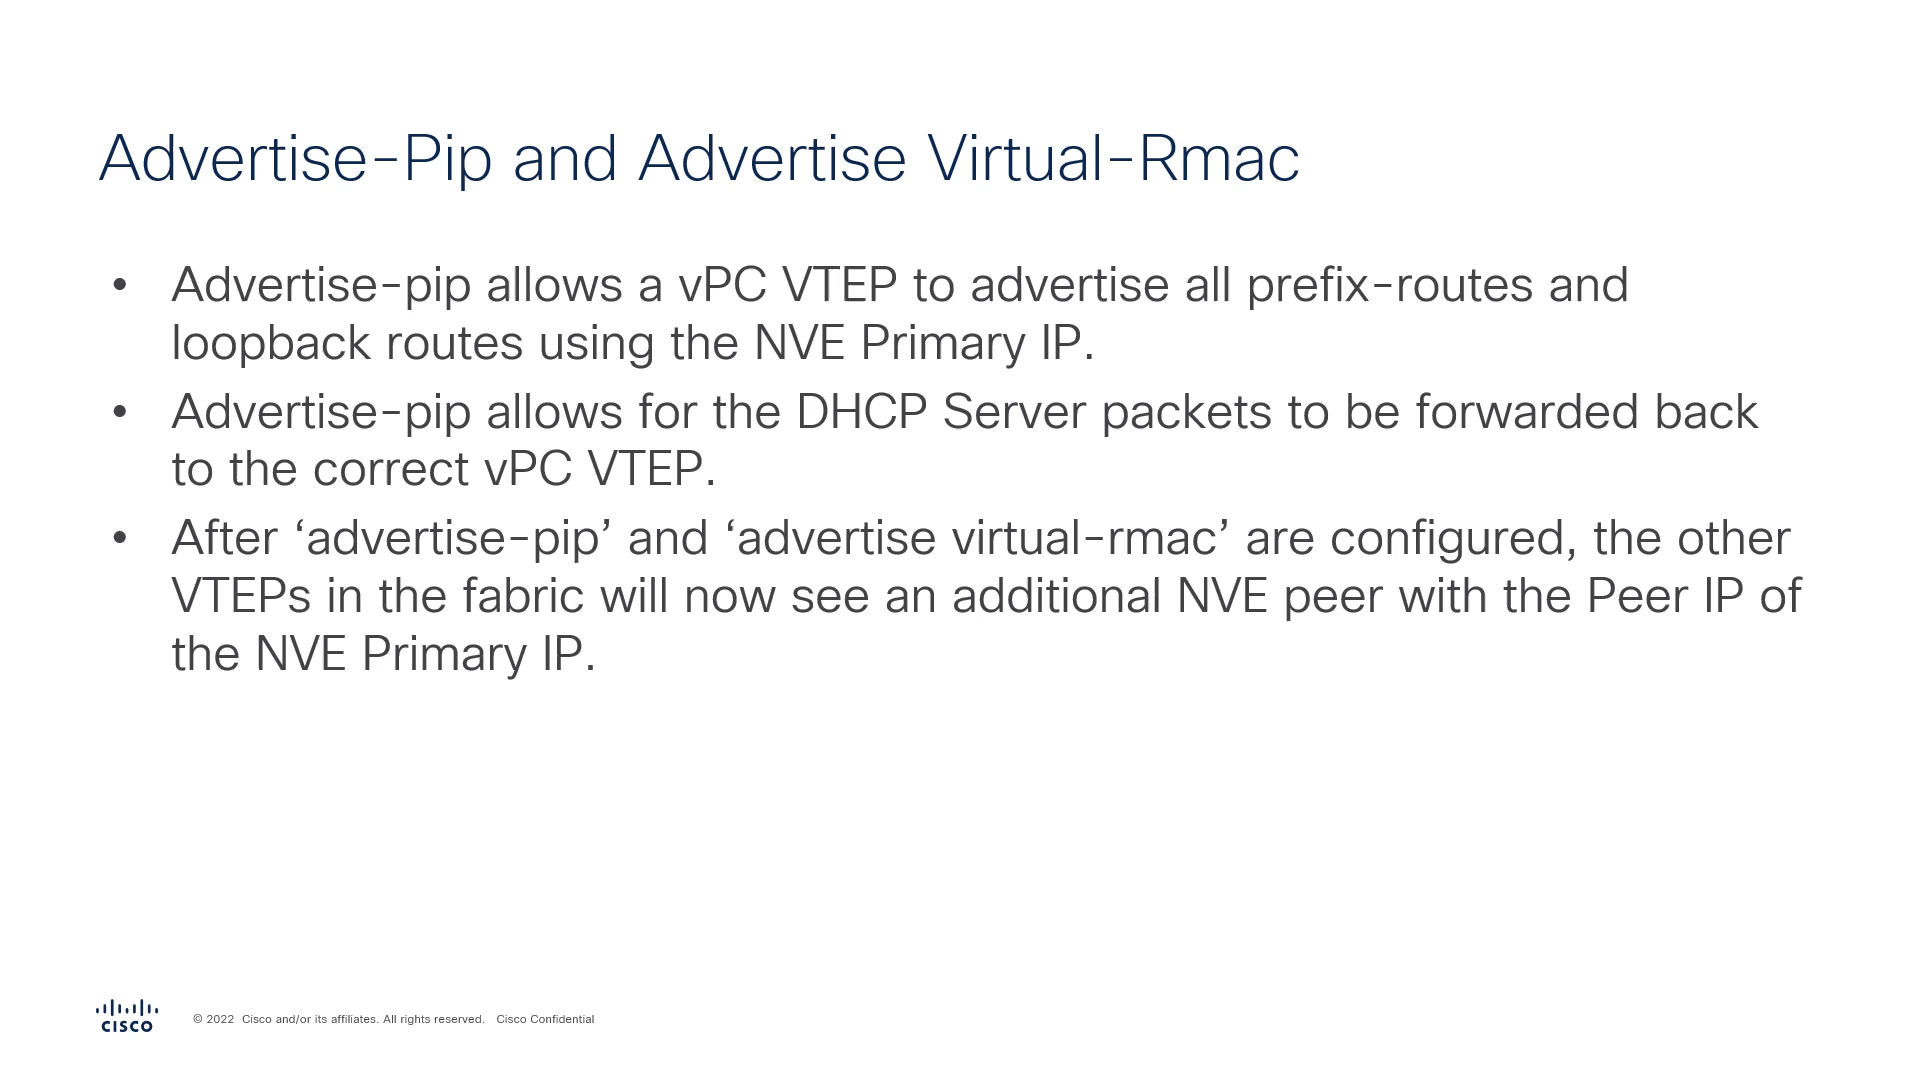 Advertise-Pip and Advertise Virtual-Rmac
• Advertise-pip allows a vPC VTEP to advertise all prefix-routes and
loopback routes using the NVE Primary IP.
• Advertise-pip allows for the DHCP Server packets to be forwarded back
to the correct vPC VTEP.
• After ‘advertise-pip’ and ‘advertise virtual-rmac’ are configured, the other
VTEPs in the fabric will now see an additional NVE peer with the Peer IP of
the NVE Primary IP.
CISCO
© 2022 Cisco and/or its affiliates. All rights reserved. Cisco Confidential